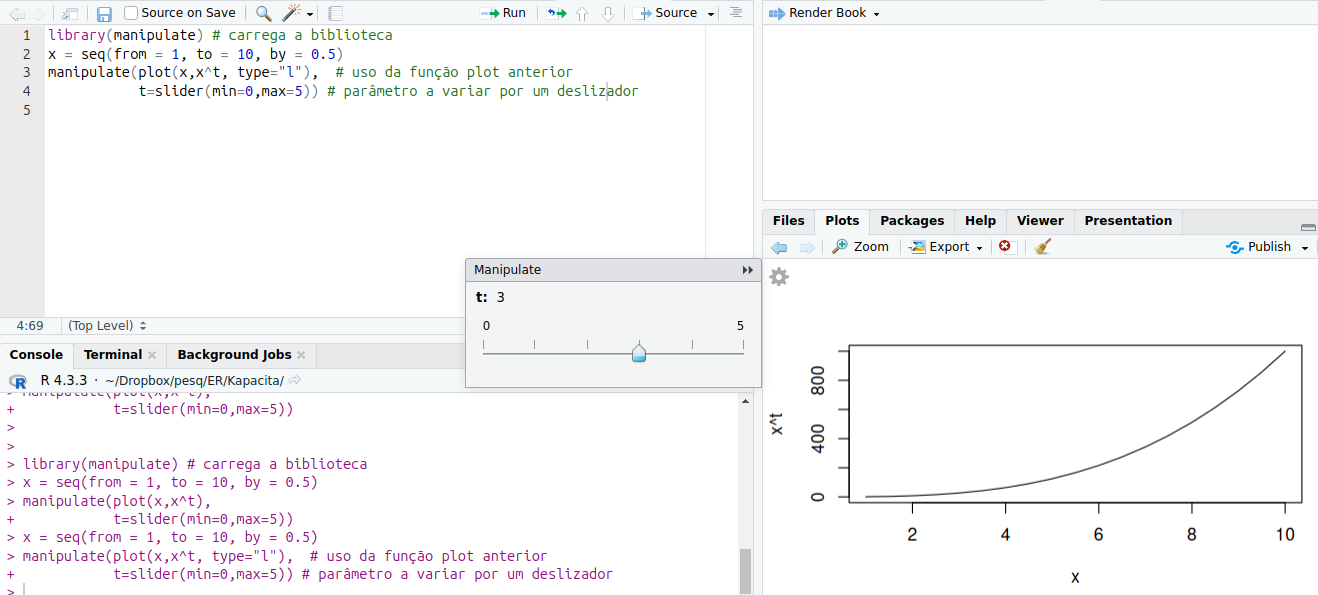 Source on Save Run Source
1 library(manipulate) # carrega a biblioteca
2 x = seq(from = 1, to = 10, by = 0.5)
3 manipulate(plot(x,x^t, type="l"),  # uso da função plot anterior
4            t=slider(min=0,max=5)) # parâmetro a variar por um deslizador
5
4:69 (Top Level)
Console Terminal Background Jobs
R 4.3.3 · ~/Dropbox/pesq/ER/Kapacita/
> manipulate(plot(x,x^t),
+            t=slider(min=0,max=5))
>
>
> library(manipulate) # carrega a biblioteca
> x = seq(from = 1, to = 10, by = 0.5)
> manipulate(plot(x,x^t),
+            t=slider(min=0,max=5))
> x = seq(from = 1, to = 10, by = 0.5)
> manipulate(plot(x,x^t, type="l"),  # uso da função plot anterior
+            t=slider(min=0,max=5)) # parâmetro a variar por um deslizador
>
Manipulate
t: 3
0 5
Render Book
Files Plots Packages Help Viewer Presentation
Zoom Export Publish
x^t
800
400
0
2 4 6 8 10
x